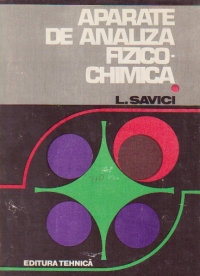 APARATE
DE ANALIZA
FIZICO-
CHIMICA
L. SAVICI
EDITURA TEHNICĂ